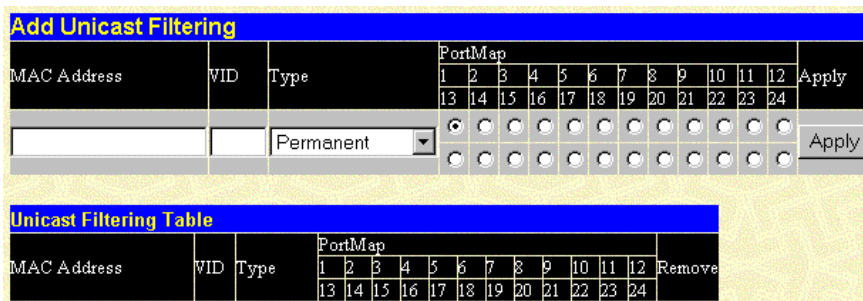 Add Unicast Filtering
PortMap
MAC Address VID Type 1 2 3 4 5 6 7 8 9 10 11 12 Apply
13 14 15 16 17 18 19 20 21 22 23 24
Permanent Apply
Unicast Filtering Table
PortMap
MAC Address VID Type 1 2 3 4 5 6 7 8 9 10 11 12 Remove
13 14 15 16 17 18 19 20 21 22 23 24